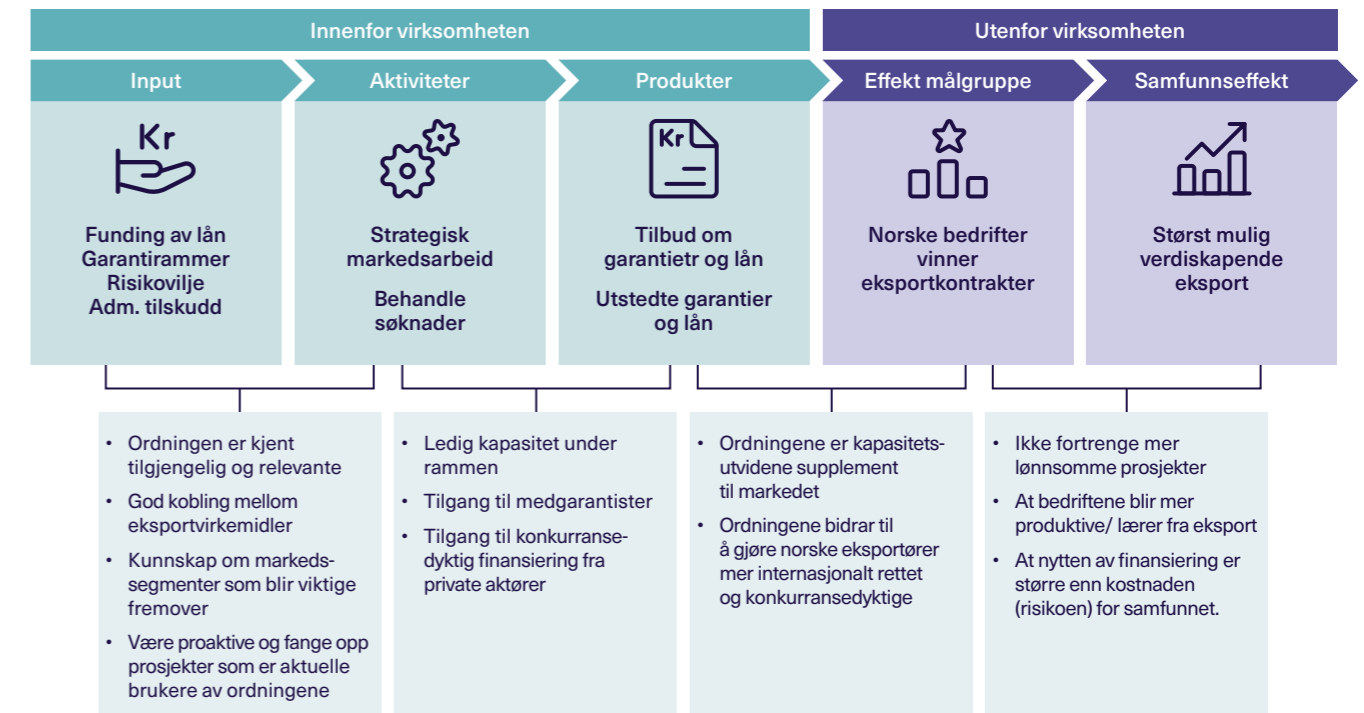 Innenfor virksomheten
Utenfor virksomheten
Input
Aktiviteter
Produkter
Effekt målgruppe
Samfunnseffekt
Kr
Funding av lån
Garantirammer
Risikovilje
Adm. tilskudd
Strategisk
markedsarbeid
Behandle
søknader
Kr
Tilbud om
garantietr og lån
Utstedte garantier
og lån
Norske bedrifter
vinner
eksportkontrakter
Størst mulig
verdiskapende
eksport
• Ordningen er kjent
tilgjengelig og relevante
• God kobling mellom
eksportvirkemidler
• Kunnskap om markeds-
segmenter som blir viktige
fremover
• Være proaktive og fange opp
prosjekter som er aktuelle
brukere av ordningene
• Ledig kapasitet under
rammen
• Tilgang til medgarantister
• Tilgang til konkurranse-
dyktig finansiering fra
private aktører
• Ordningene er kapasitets-
utvidene supplement
til markedet
• Ordningene bidrar til
å gjøre norske eksportører
mer internasjonalt rettet
og konkurransedyktige
• Ikke fortrenge mer
lønnsomme prosjekter
• At bedriftene blir mer
produktive/ lærer fra eksport
• At nytten av finansiering er
større enn kostnaden
(risikoen) for samfunnet.